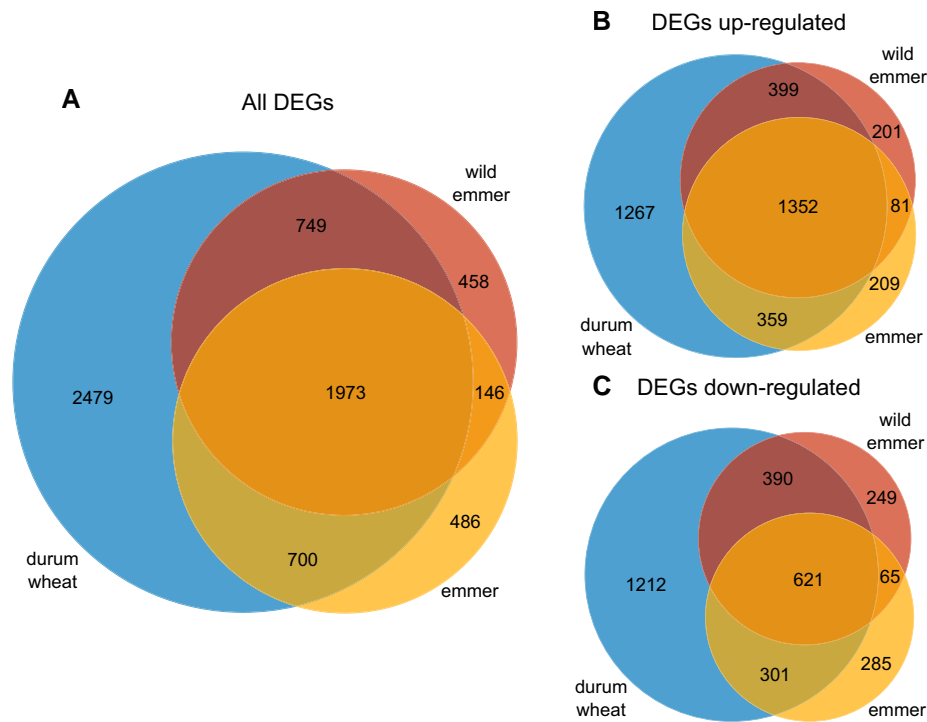 A
All DEGs
wild
emmer
749
458
2479
1973
146
486
700
durum
wheat
emmer
B
DEGs up-regulated
wild
emmer
399
201
1267
1352
81
209
359
durum
wheat
emmer
C
DEGs down-regulated
wild
emmer
390
249
1212
621
65
285
301
durum
wheat
emmer